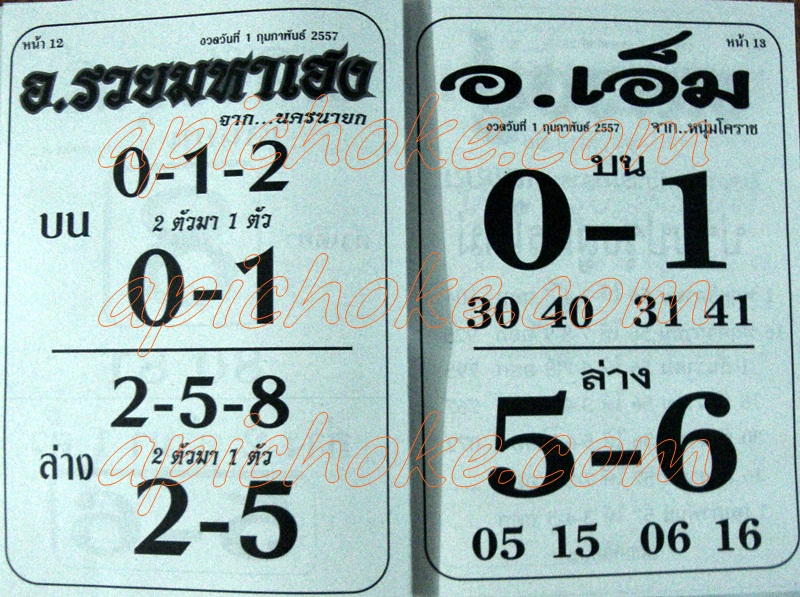 หน้า 12
งวดวันที่ 1 กุมภาพันธ์ 2557
อ.รวยมหาเฮง
จาก...นครนายก
0-1-2
บน
2 ตัวมา 1 ตัว
0-1
2-5-8
ล่าง
2 ตัวมา 1 ตัว
2-5
หน้า 13
อ.เอ็ม
งวดวันที่ 1 กุมภาพันธ์ 2557 จาก..หนุ่มโคราช
บน
0-1
30 40 31 41
ล่าง
5-6
05 15 06 16
apichoke.com
apichoke.com
apichoke.com